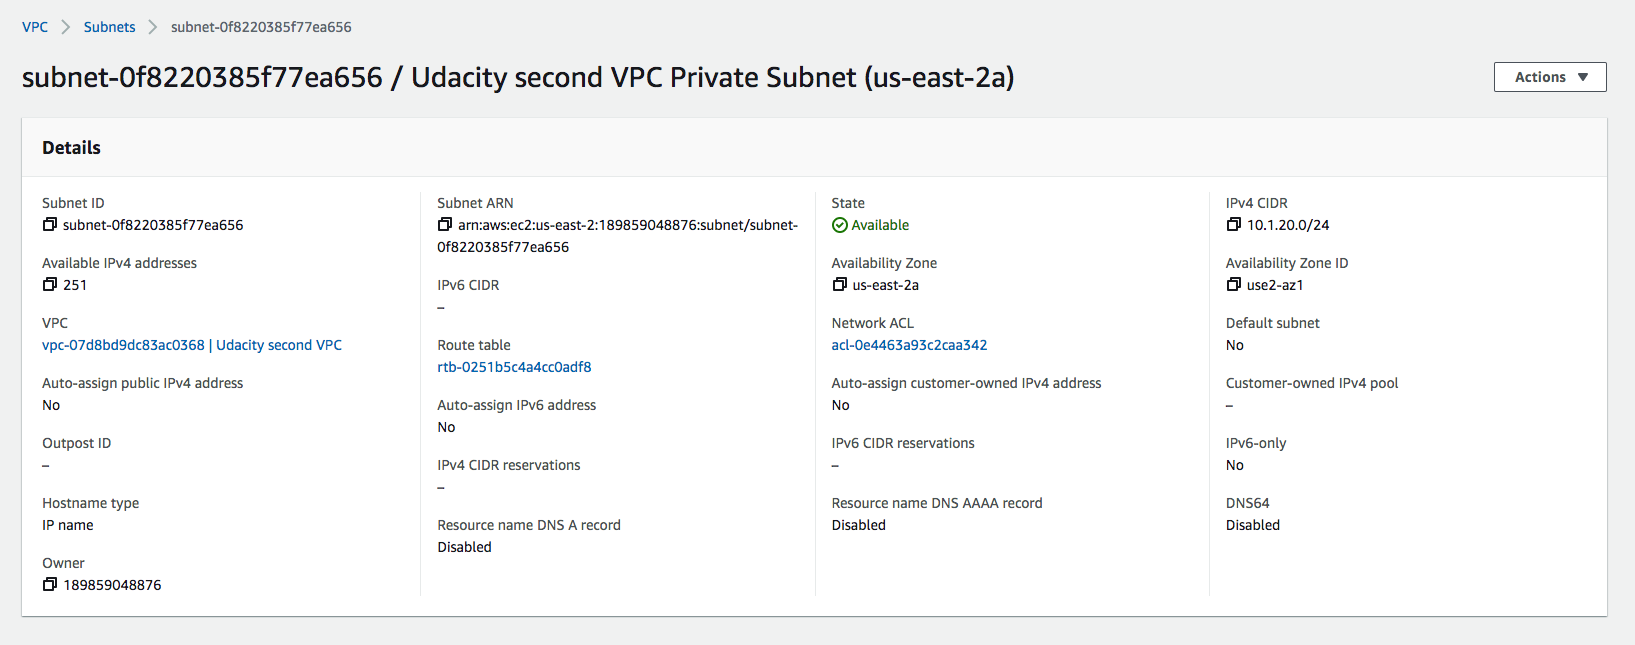 VPC > Subnets > subnet-0f8220385f77ea656
subnet-0f8220385f77ea656 / Udacity second VPC Private Subnet (us-east-2a)
Actions ▼
Details
Subnet ID
subnet-0f8220385f77ea656
Available IPv4 addresses
251
VPC
vpc-07d8bd9dc83ac0368 | Udacity second VPC
Auto-assign public IPv4 address
No
Outpost ID
–
Hostname type
IP name
Owner
189859048876
Subnet ARN
arn:aws:ec2:us-east-2:189859048876:subnet/subnet-
0f8220385f77ea656
IPv6 CIDR
–
Route table
rtb-0251b5c4a4cc0adf8
Auto-assign IPv6 address
No
IPv4 CIDR reservations
–
Resource name DNS A record
Disabled
State
Available
Availability Zone
us-east-2a
Network ACL
acl-0e4463a93c2caa342
Auto-assign customer-owned IPv4 address
No
IPv6 CIDR reservations
–
Resource name DNS AAAA record
Disabled
IPv4 CIDR
10.1.20.0/24
Availability Zone ID
use2-az1
Default subnet
No
Customer-owned IPv4 pool
–
IPv6-only
No
DNS64
Disabled